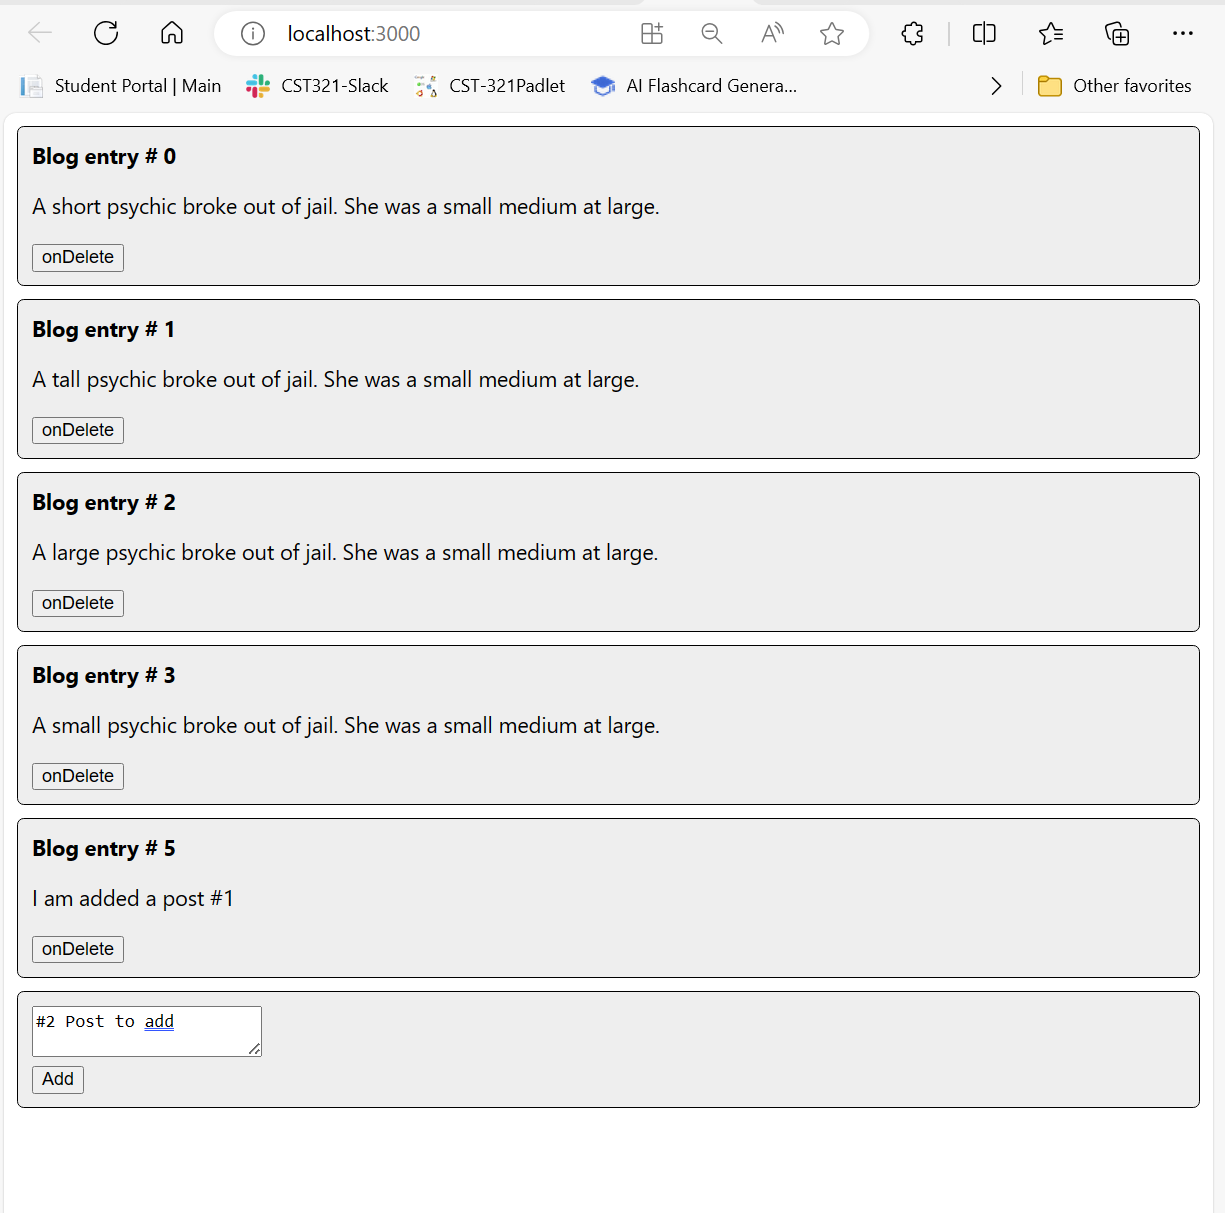 localhost:3000
Student Portal | Main CST321-Slack CST-321Padlet AI Flashcard Genera... Other favorites
Blog entry # 0
A short psychic broke out of jail. She was a small medium at large.
onDelete
Blog entry # 1
A tall psychic broke out of jail. She was a small medium at large.
onDelete
Blog entry # 2
A large psychic broke out of jail. She was a small medium at large.
onDelete
Blog entry # 3
A small psychic broke out of jail. She was a small medium at large.
onDelete
Blog entry # 5
I am added a post #1
onDelete
#2 Post to add
Add